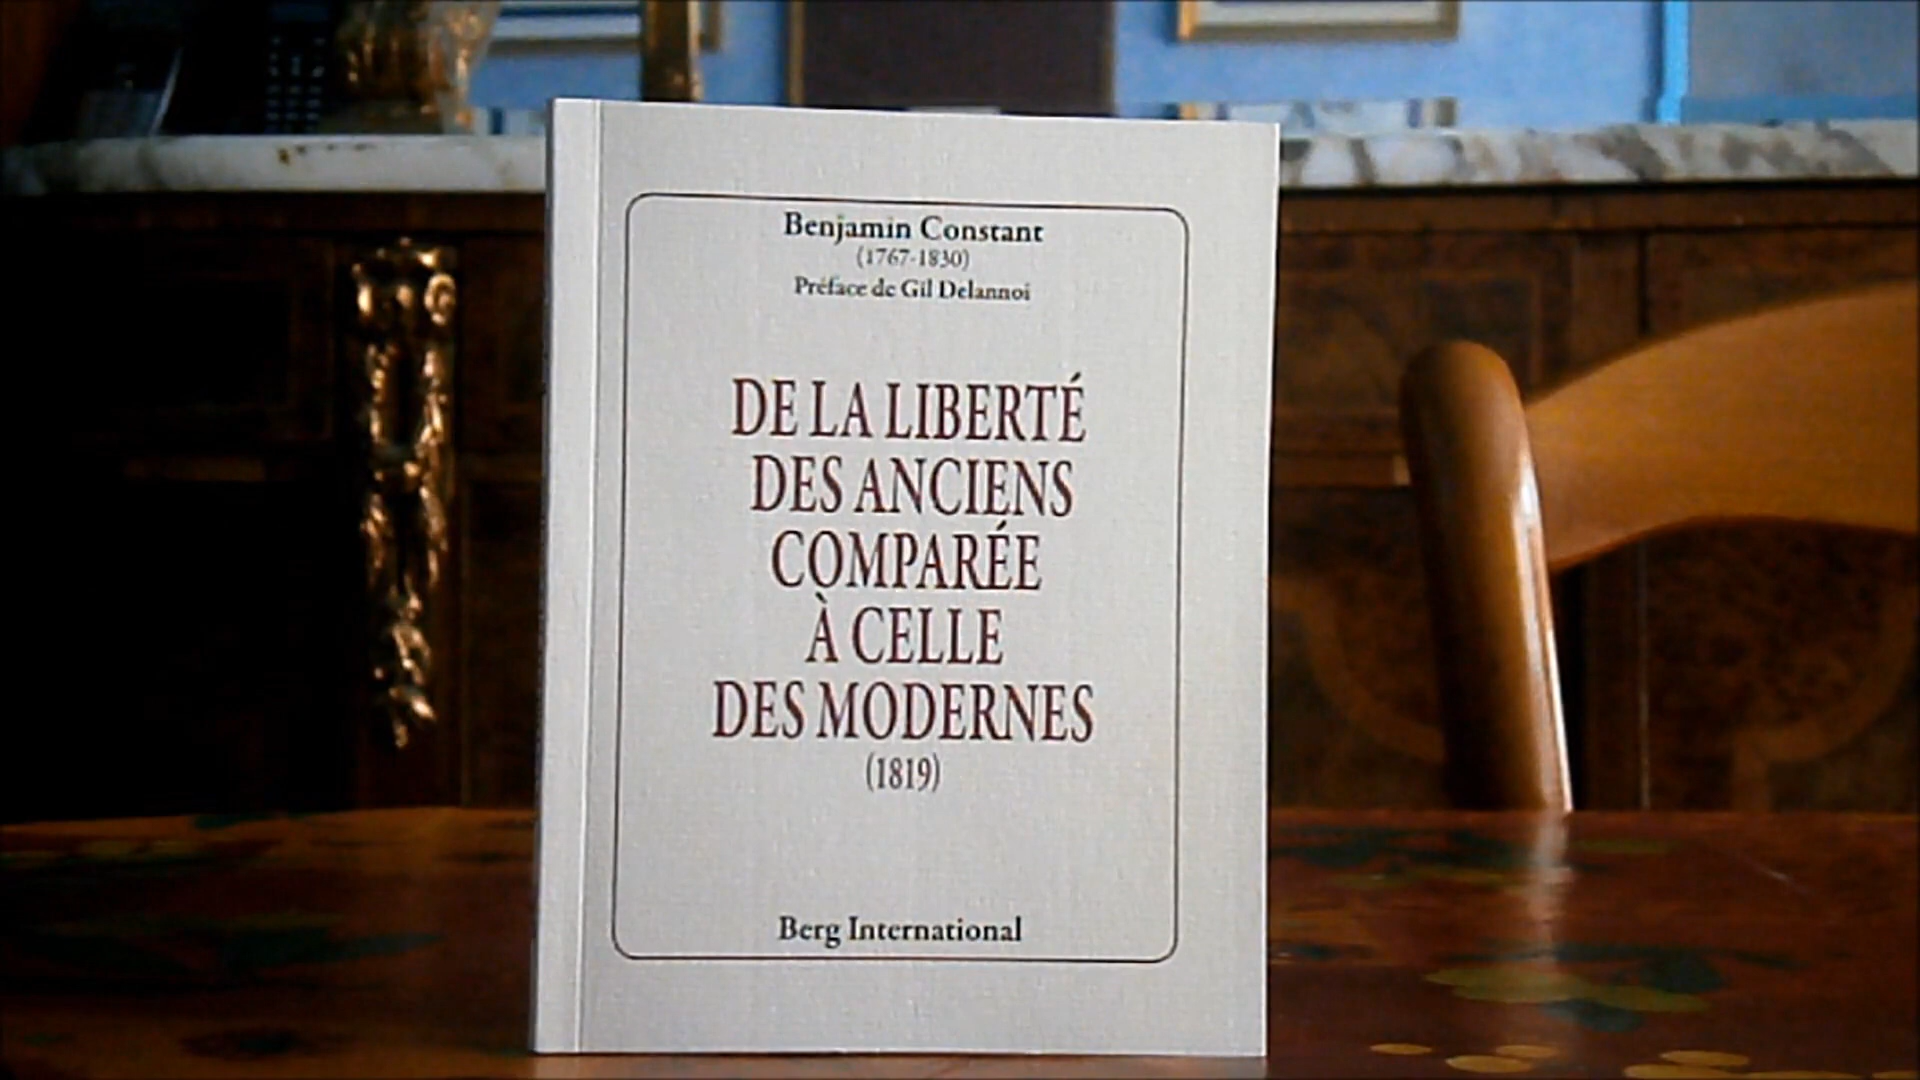 Benjamin Constant
(1767-1830)
Préface de Gil Delannoi
DE LA LIBERTÉ
DES ANCIENS
COMPARÉE
À CELLE
DES MODERNES
(1819)
Berg International